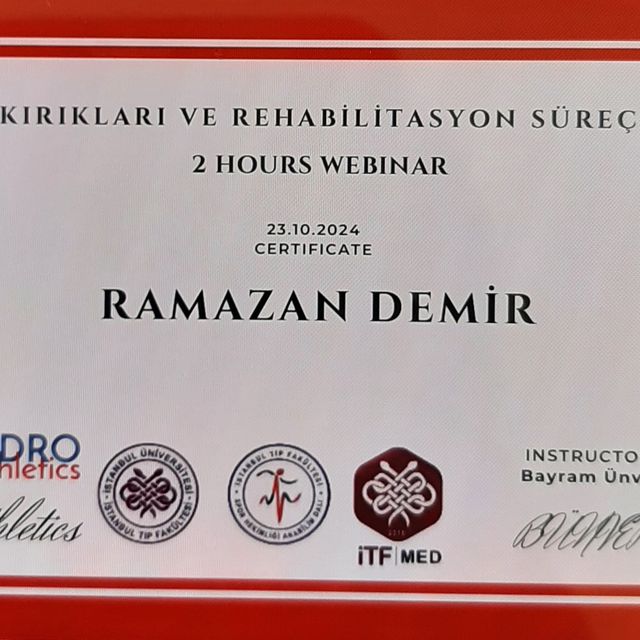 KIRIKLARI VE REHABİLİTASYON SÜREÇ
2 HOURS WEBINAR
23.10.2024
CERTIFICATE
RAMAZAN DEMİR
DRO
hletics
hletics
İSTANBUL ÜNİVERSİTESİ
İSTANBUL TIP FAKÜLTESİ
İSTANBUL TIP FAKÜLTESİ
SPOR HEKİMLİĞİ ANABİLİM DALI
İTF | MED
INSTRUCTO
Bayram Ünv